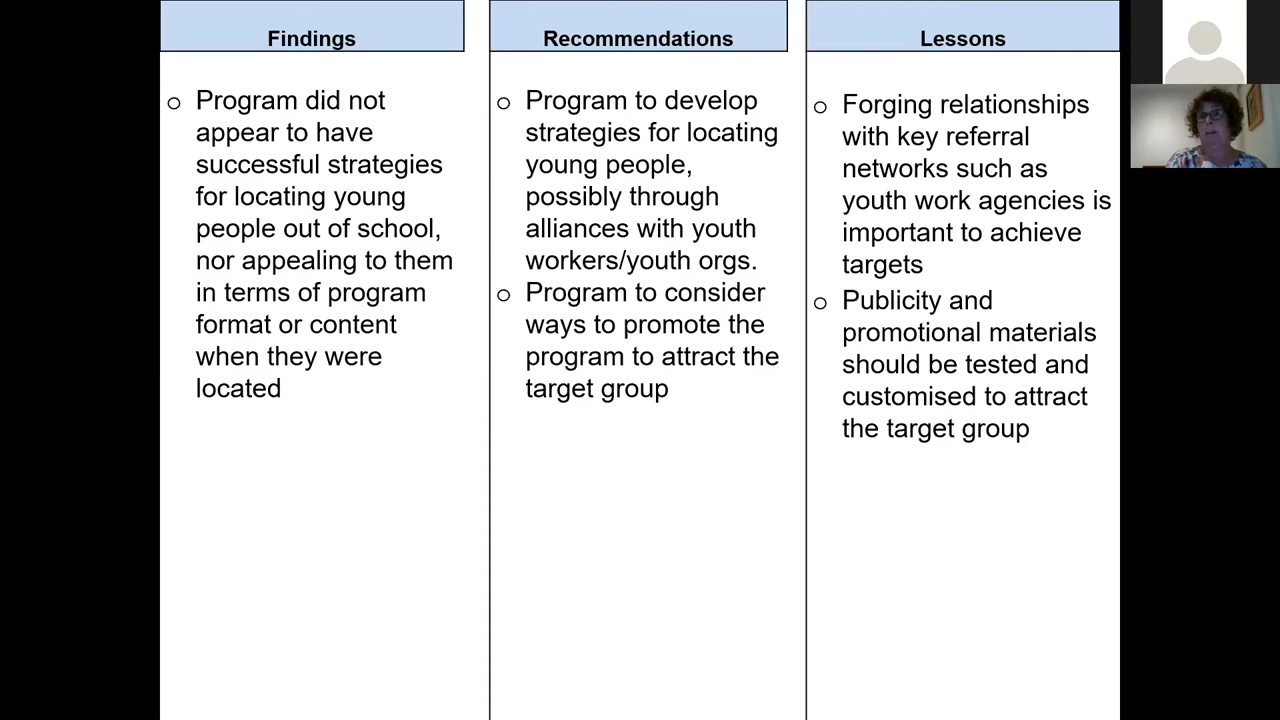 Findings
Program did not
appear to have
successful strategies
for locating young
people out of school,
nor appealing to them
in terms of program
format or content
when they were
located
Recommendations
Program to develop
strategies for locating
young people,
possibly through
alliances with youth
workers/youth orgs.
Program to consider
ways to promote the
program to attract the
target group
Lessons
Forging relationships
with key referral
networks such as
youth work agencies is
important to achieve
targets
Publicity and
promotional materials
should be tested and
customised to attract
the target group